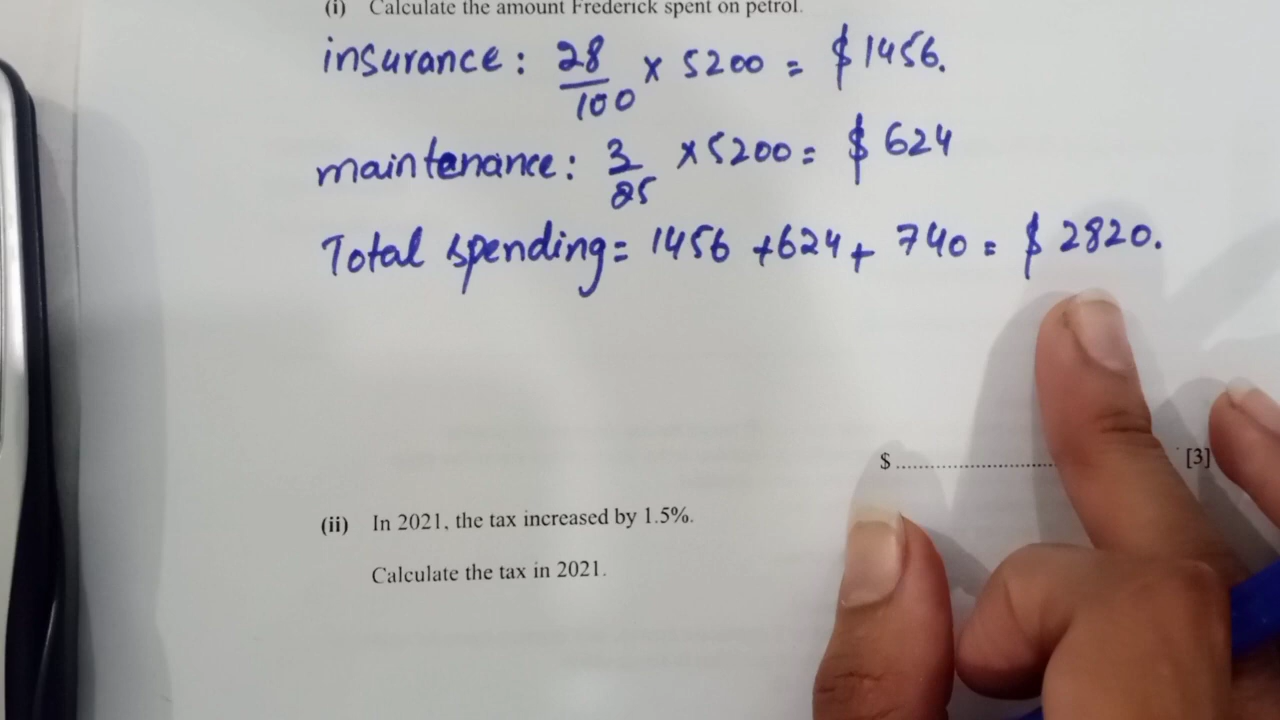 (i) Calculate the amount Frederick spent on petrol.
insurance: 28/100 x 5200 = $1456.
maintenance: 3/25 x 5200 = $ 624
Total spending = 1456 + 624 + 740 = $ 2820.
$ ........................... [3]
(ii) In 2021, the tax increased by 1.5%.
Calculate the tax in 2021.